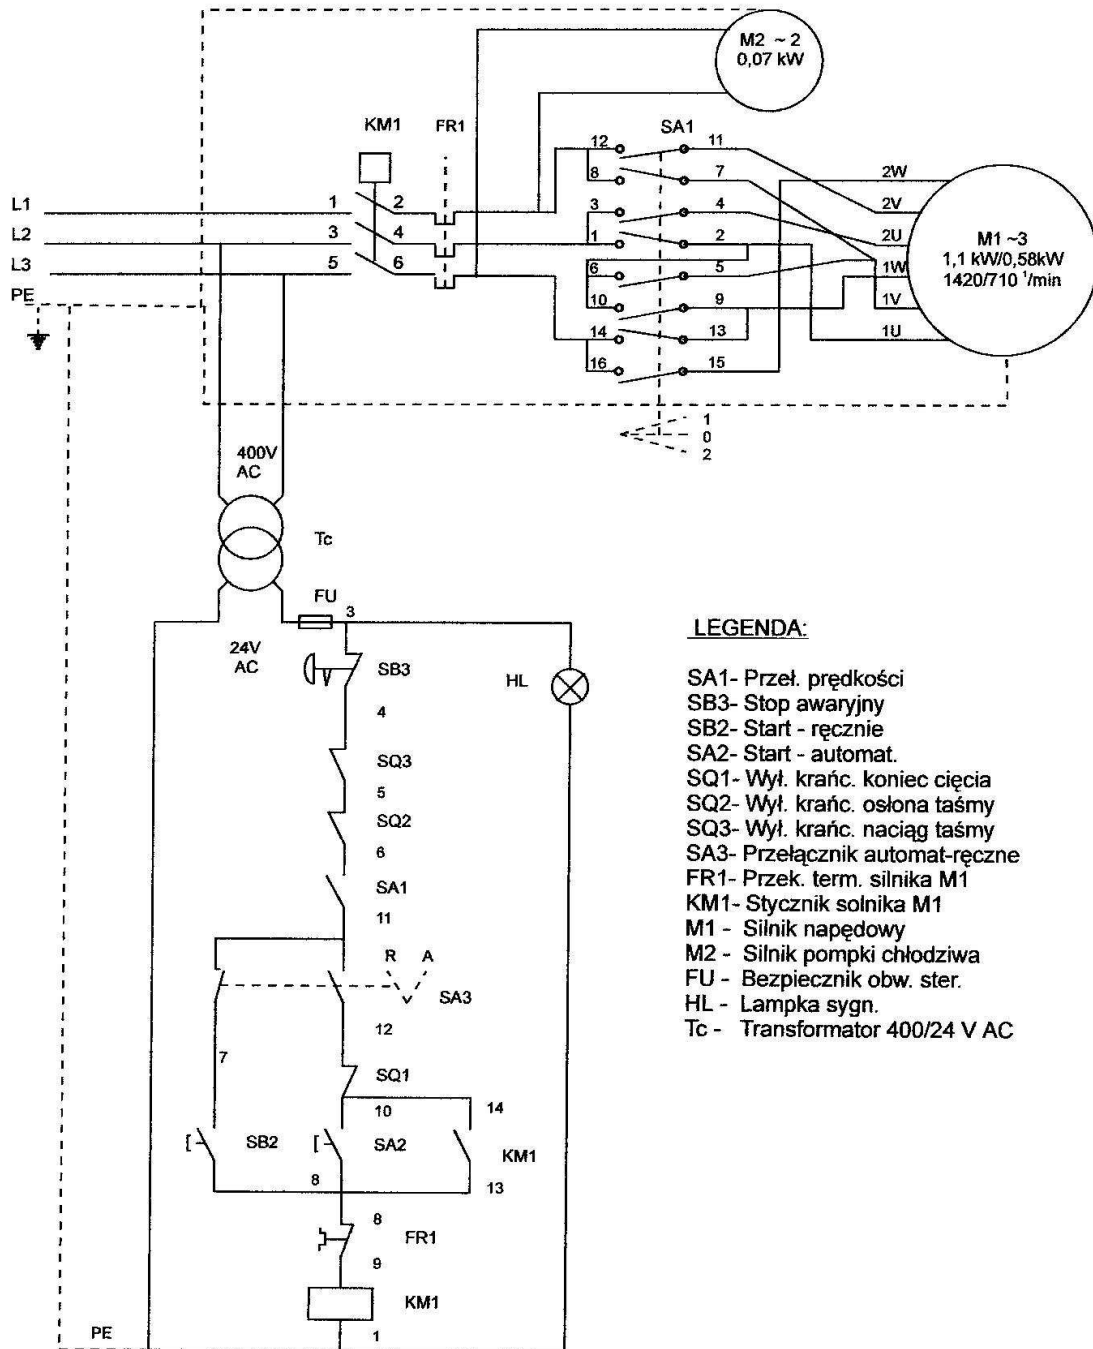 M2 ~ 2
0,07 kW
KM1
FR1
SA1
12
11
8
7
2W
L1
1
2
3
4
2V
L2
3
4
1
2
2U
M1 ~3
1,1 kW/0,58kW
1420/710 ¹/min
L3
5
6
6
5
1W
PE
10
9
1V
14
13
1U
16
15
1
0
2
400V
AC
Tc
FU
3
24V
AC
SB3
HL
4
SQ3
5
SQ2
6
SA1
11
R
A
SA3
12
7
SQ1
10
14
SB2
SA2
KM1
8
13
8
FR1
9
KM1
1
PE
LEGENDA:
SA1- Przeł. prędkości
SB3- Stop awaryjny
SB2- Start - ręcznie
SA2- Start - automat.
SQ1- Wył. krańc. koniec cięcia
SQ2- Wył. krańc. osłona taśmy
SQ3- Wył. krańc. naciąg taśmy
SA3- Przełącznik automat-ręczne
FR1- Przek. term. silnika M1
KM1- Stycznik solnika M1
M1 - Silnik napędowy
M2 - Silnik pompki chłodziwa
FU - Bezpiecznik obw. ster.
HL - Lampka sygn.
Tc - Transformator 400/24 V AC